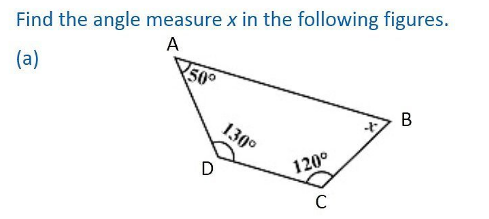 Find the angle measure x in the following figures.
(a)
A
50°
B
x
130°
120°
D
C